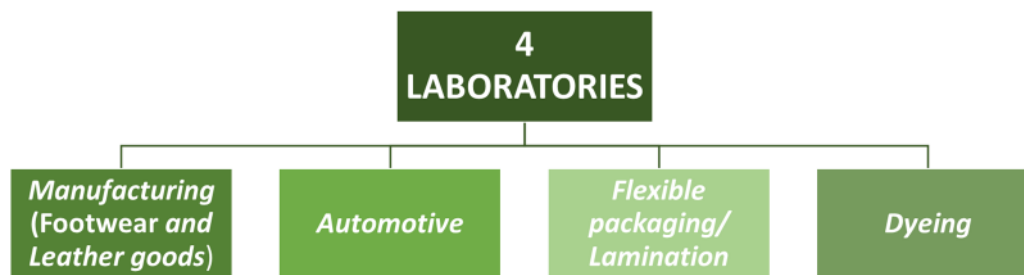 4
LABORATORIES
Manufacturing
(Footwear and
Leather goods)
Automotive
Flexible
packaging/
Lamination
Dyeing